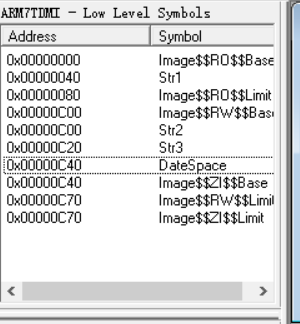 ARM7TDMI - Low Level Symbols
Address Symbol
0x00000000 Image$$RO$$Base
0x00000040 Str1
0x00000080 Image$$RO$$Limit
0x00000C00 Image$$RW$$Bas
0x00000C00 Str2
0x00000C20 Str3
0x00000C40 DateSpace
0x00000C40 Image$$ZI$$Base
0x00000C70 Image$$RW$$Limi
0x00000C70 Image$$ZI$$Limit